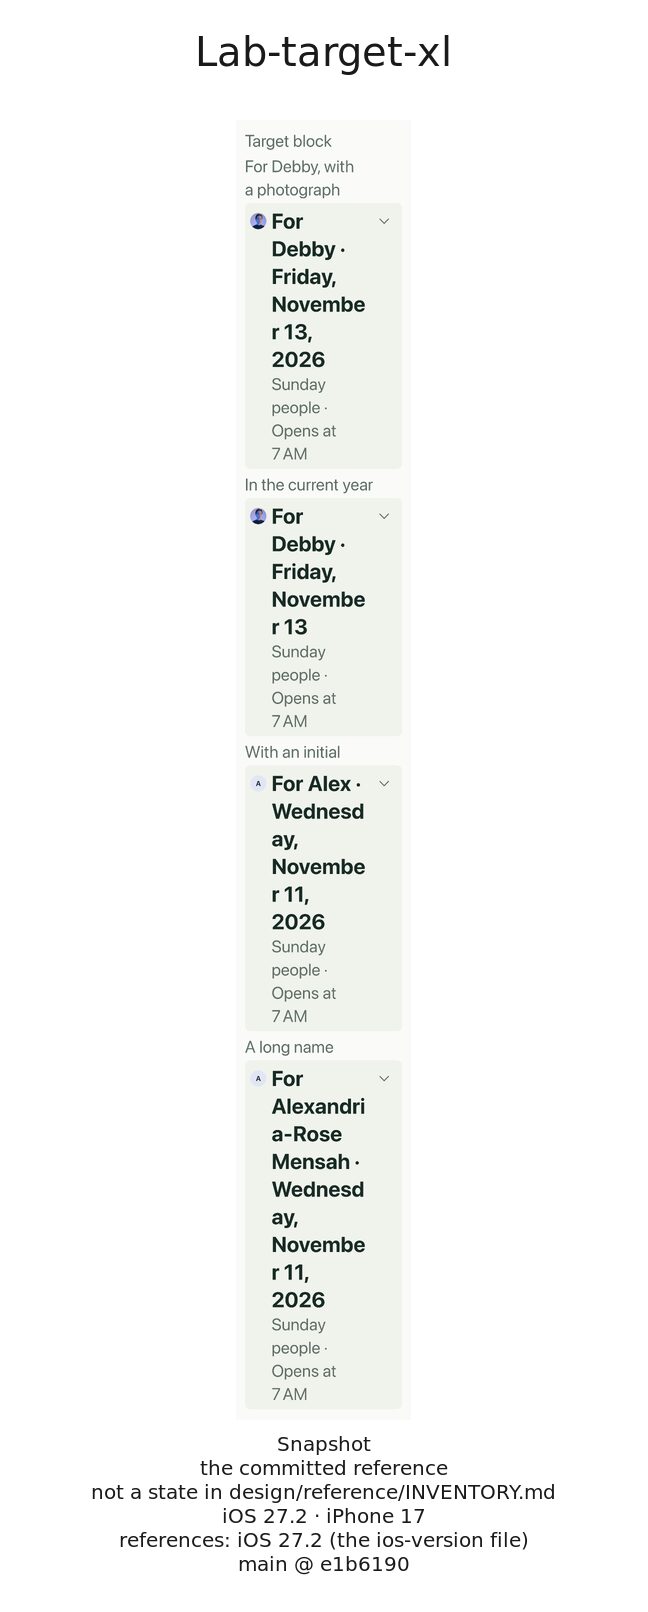 Lab-target-xl
Target block
For Debby, with
a photograph
For
Debby ·
Friday,
Novembe
r 13,
2026
Sunday
people ·
Opens at
7 AM
In the current year
For
Debby ·
Friday,
Novembe
r 13
Sunday
people ·
Opens at
7 AM
With an initial
A For Alex ·
Wednesd
ay,
Novembe
r 11,
2026
Sunday
people ·
Opens at
7 AM
A long name
A For
Alexandri
a-Rose
Mensah ·
Wednesd
ay,
Novembe
r 11,
2026
Sunday
people ·
Opens at
7 AM
Snapshot
the committed reference
not a state in design/reference/INVENTORY.md
iOS 27.2 · iPhone 17
references: iOS 27.2 (the ios-version file)
main @ e1b6190